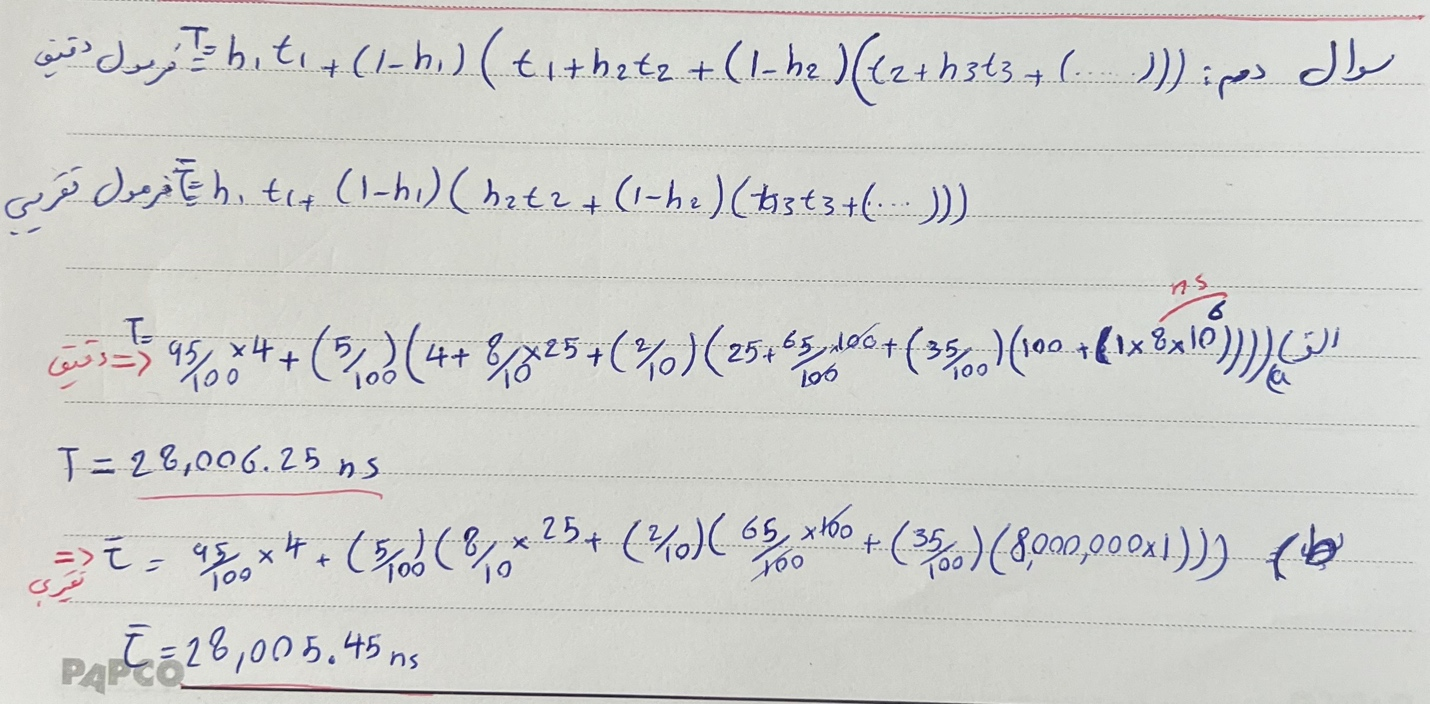 سوال دهم: فرمول دقیق T = h₁t₁ + (1-h₁)(t₁+h₂t₂ + (1-h₂)(t₂+h₃t₃ + (.....)))
فرمول تقریبی T̄ = h₁t₁ + (1-h₁)(h₂t₂ + (1-h₂)(h₃t₃+(....)))
ns
الف) a) دقیق => T = 95/100 ×4 + (5/100)(4+ 8/10×25 + (2/10)(25+ 65/100 ×100 + (35/100)(100 + (1×8×10⁶)))))
T = 28,006.25 ns
b) تقریبی => τ̄ = 95/100 ×4 + (5/100)(8/10 × 25 + (2/10)(65/100 ×100 + (35/100)(8,000,000×1)))
τ̄ = 28,005.45 ns
PAPCO